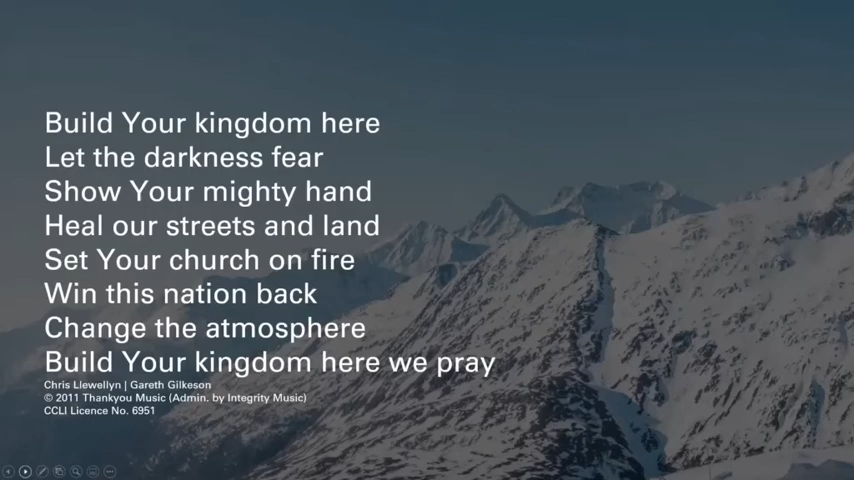 Build Your kingdom here
Let the darkness fear
Show Your mighty hand
Heal our streets and land
Set Your church on fire
Win this nation back
Change the atmosphere
Build Your kingdom here we pray
Chris Llewellyn | Gareth Gilkeson
© 2011 Thankyou Music (Admin. by Integrity Music)
CCLI Licence No. 6951